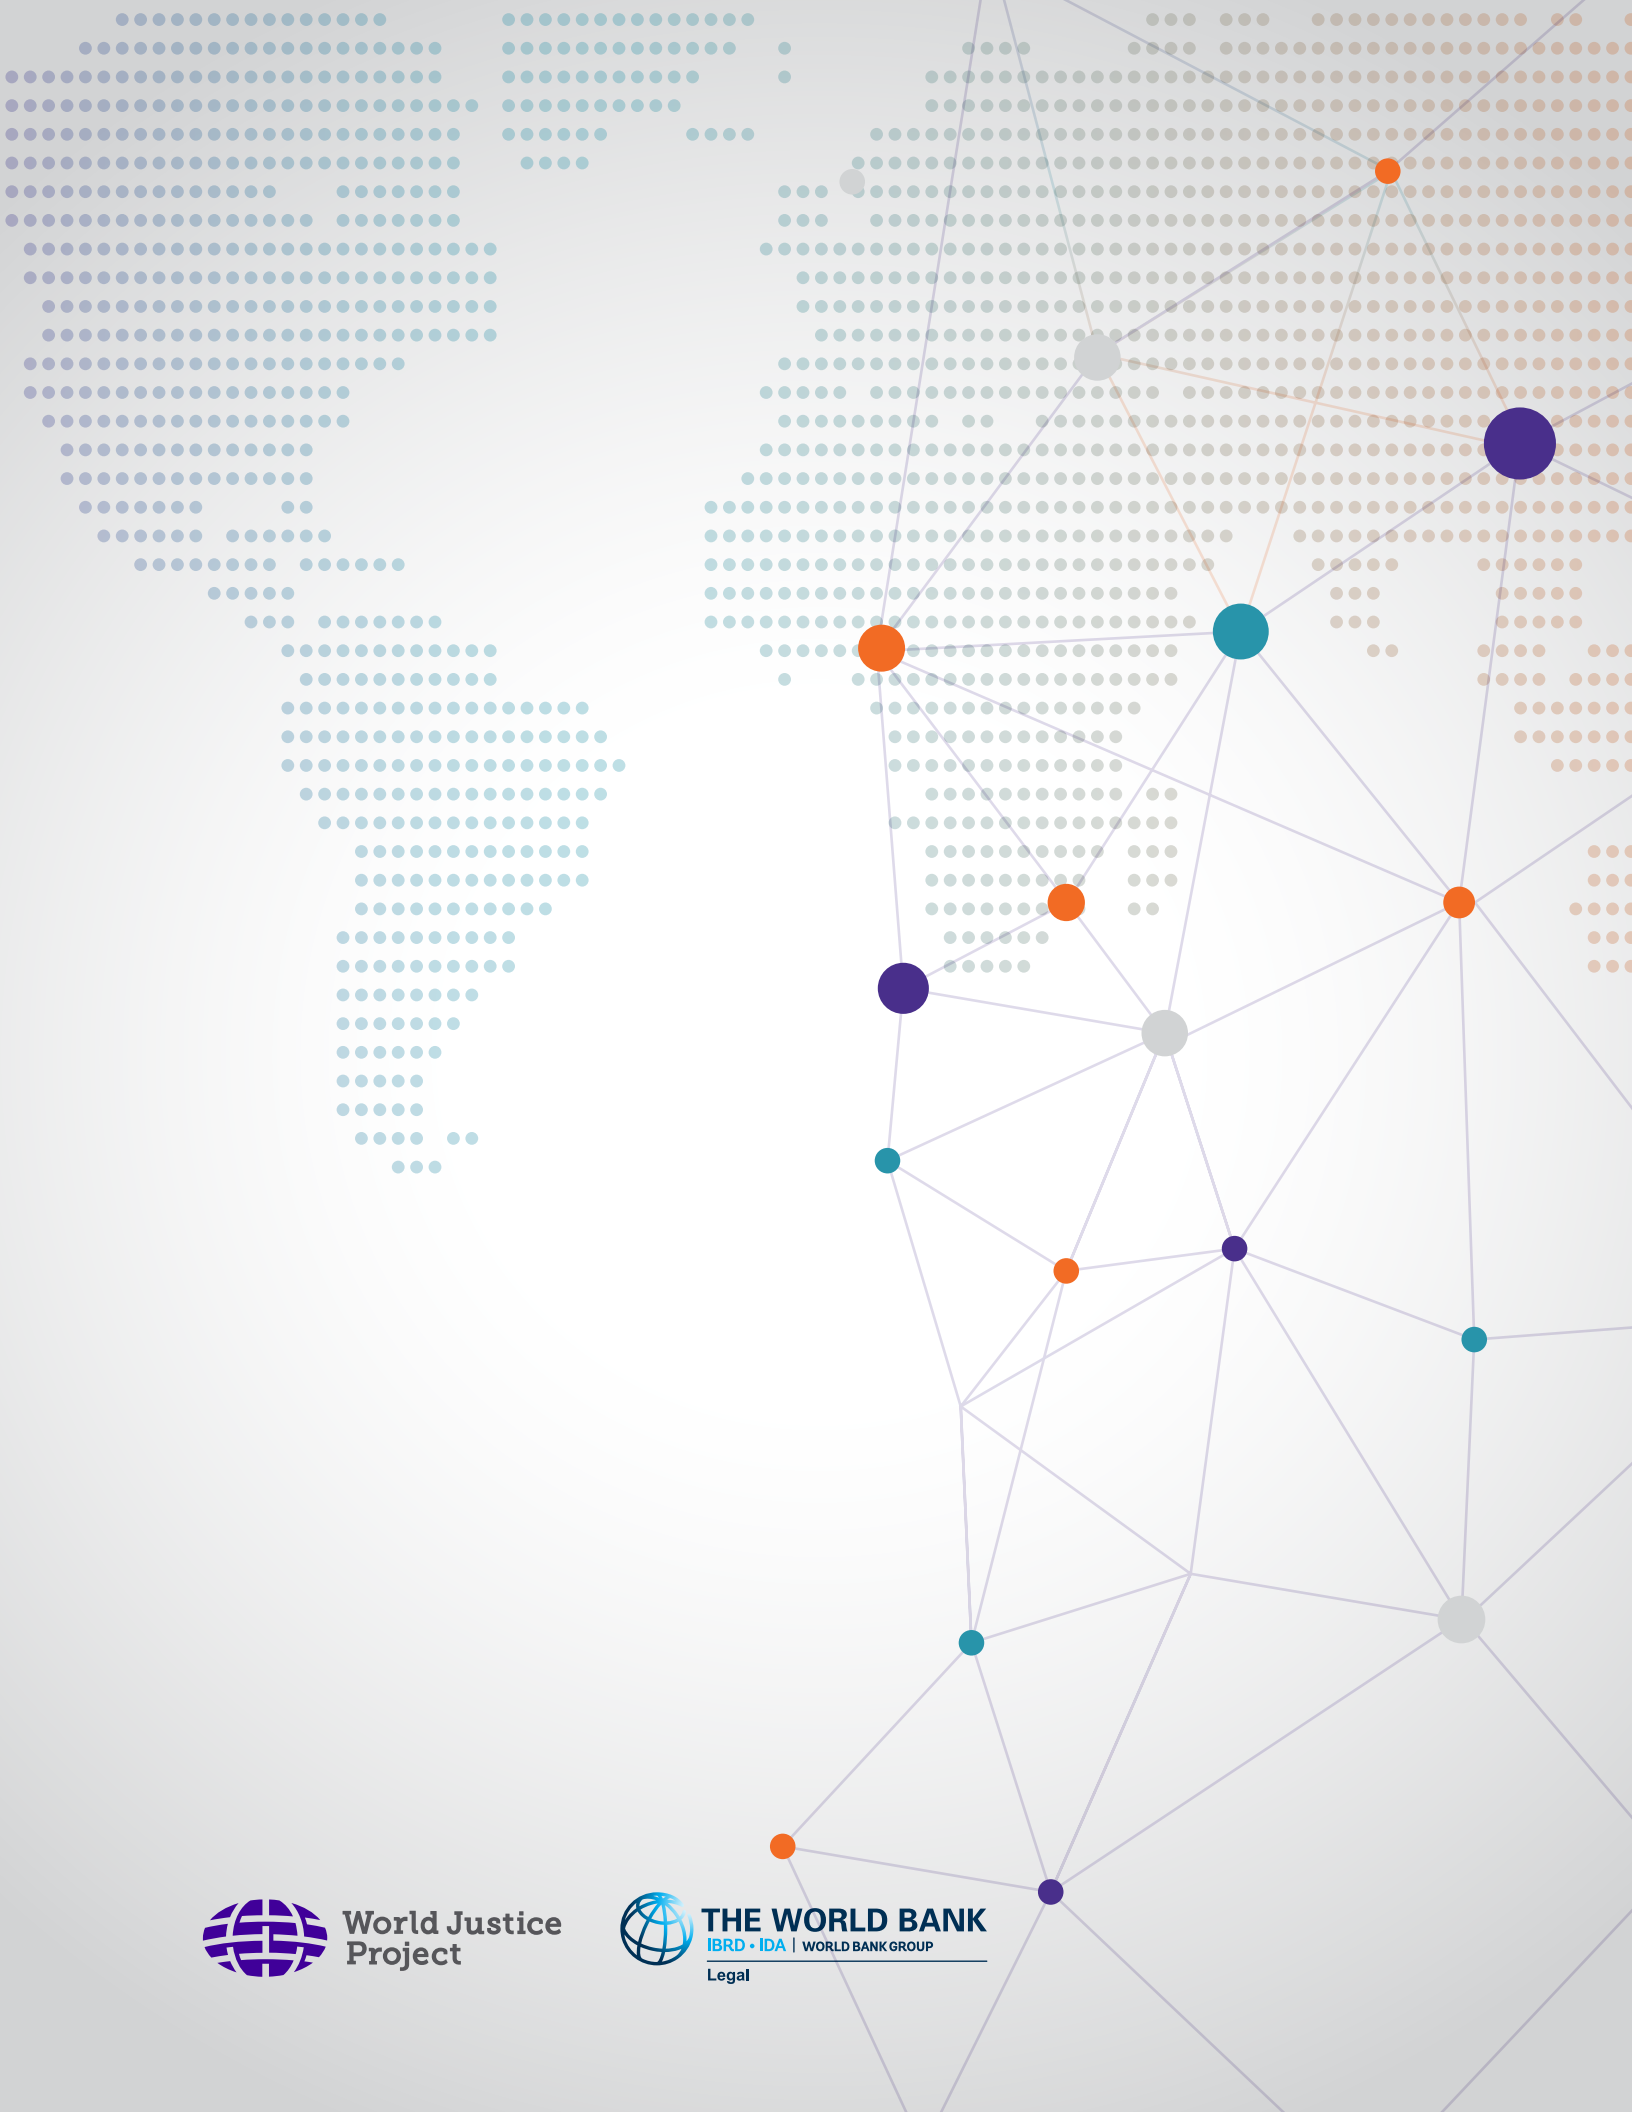 World Justice
Project
THE WORLD BANK
IBRD • IDA | WORLD BANK GROUP
Legal